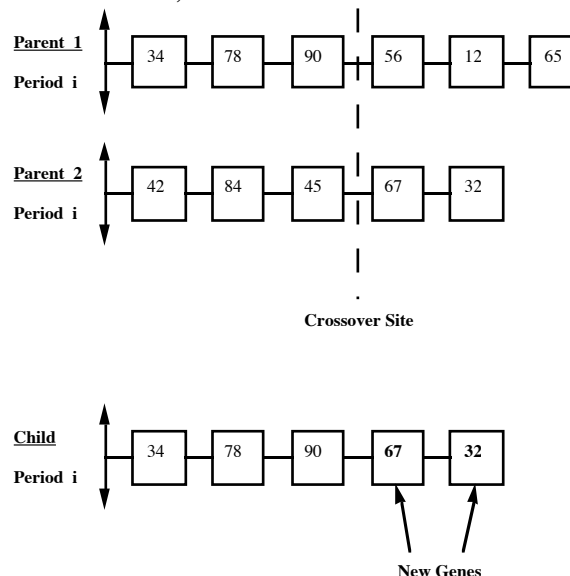 Parent 1
34 78 90 56 12 65
Period i
Parent 2
42 84 45 67 32
Period i
Crossover Site
Child
34 78 90 67 32
Period i
New Genes